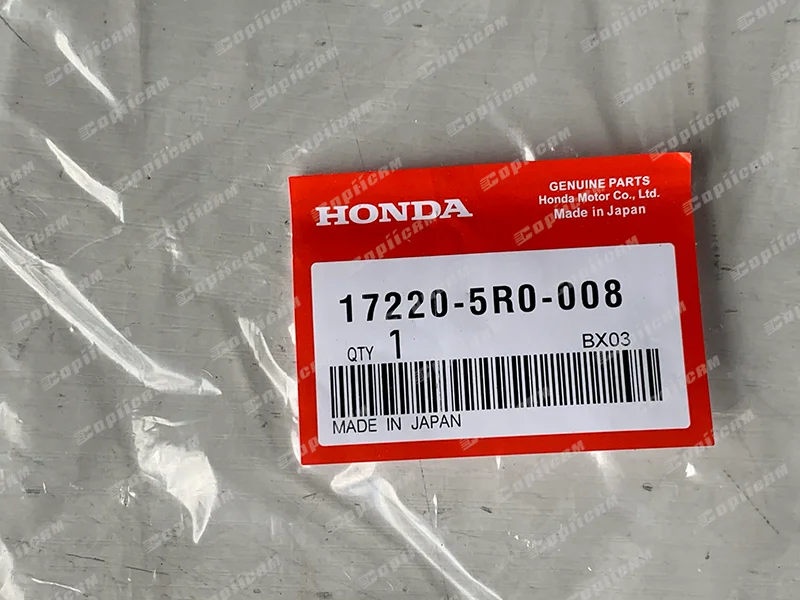 HONDA
GENUINE PARTS
Honda Motor Co., Ltd.
Made in Japan
17220-5R0-008
QTY 1 BX03
MADE IN JAPAN
CopiiCAM